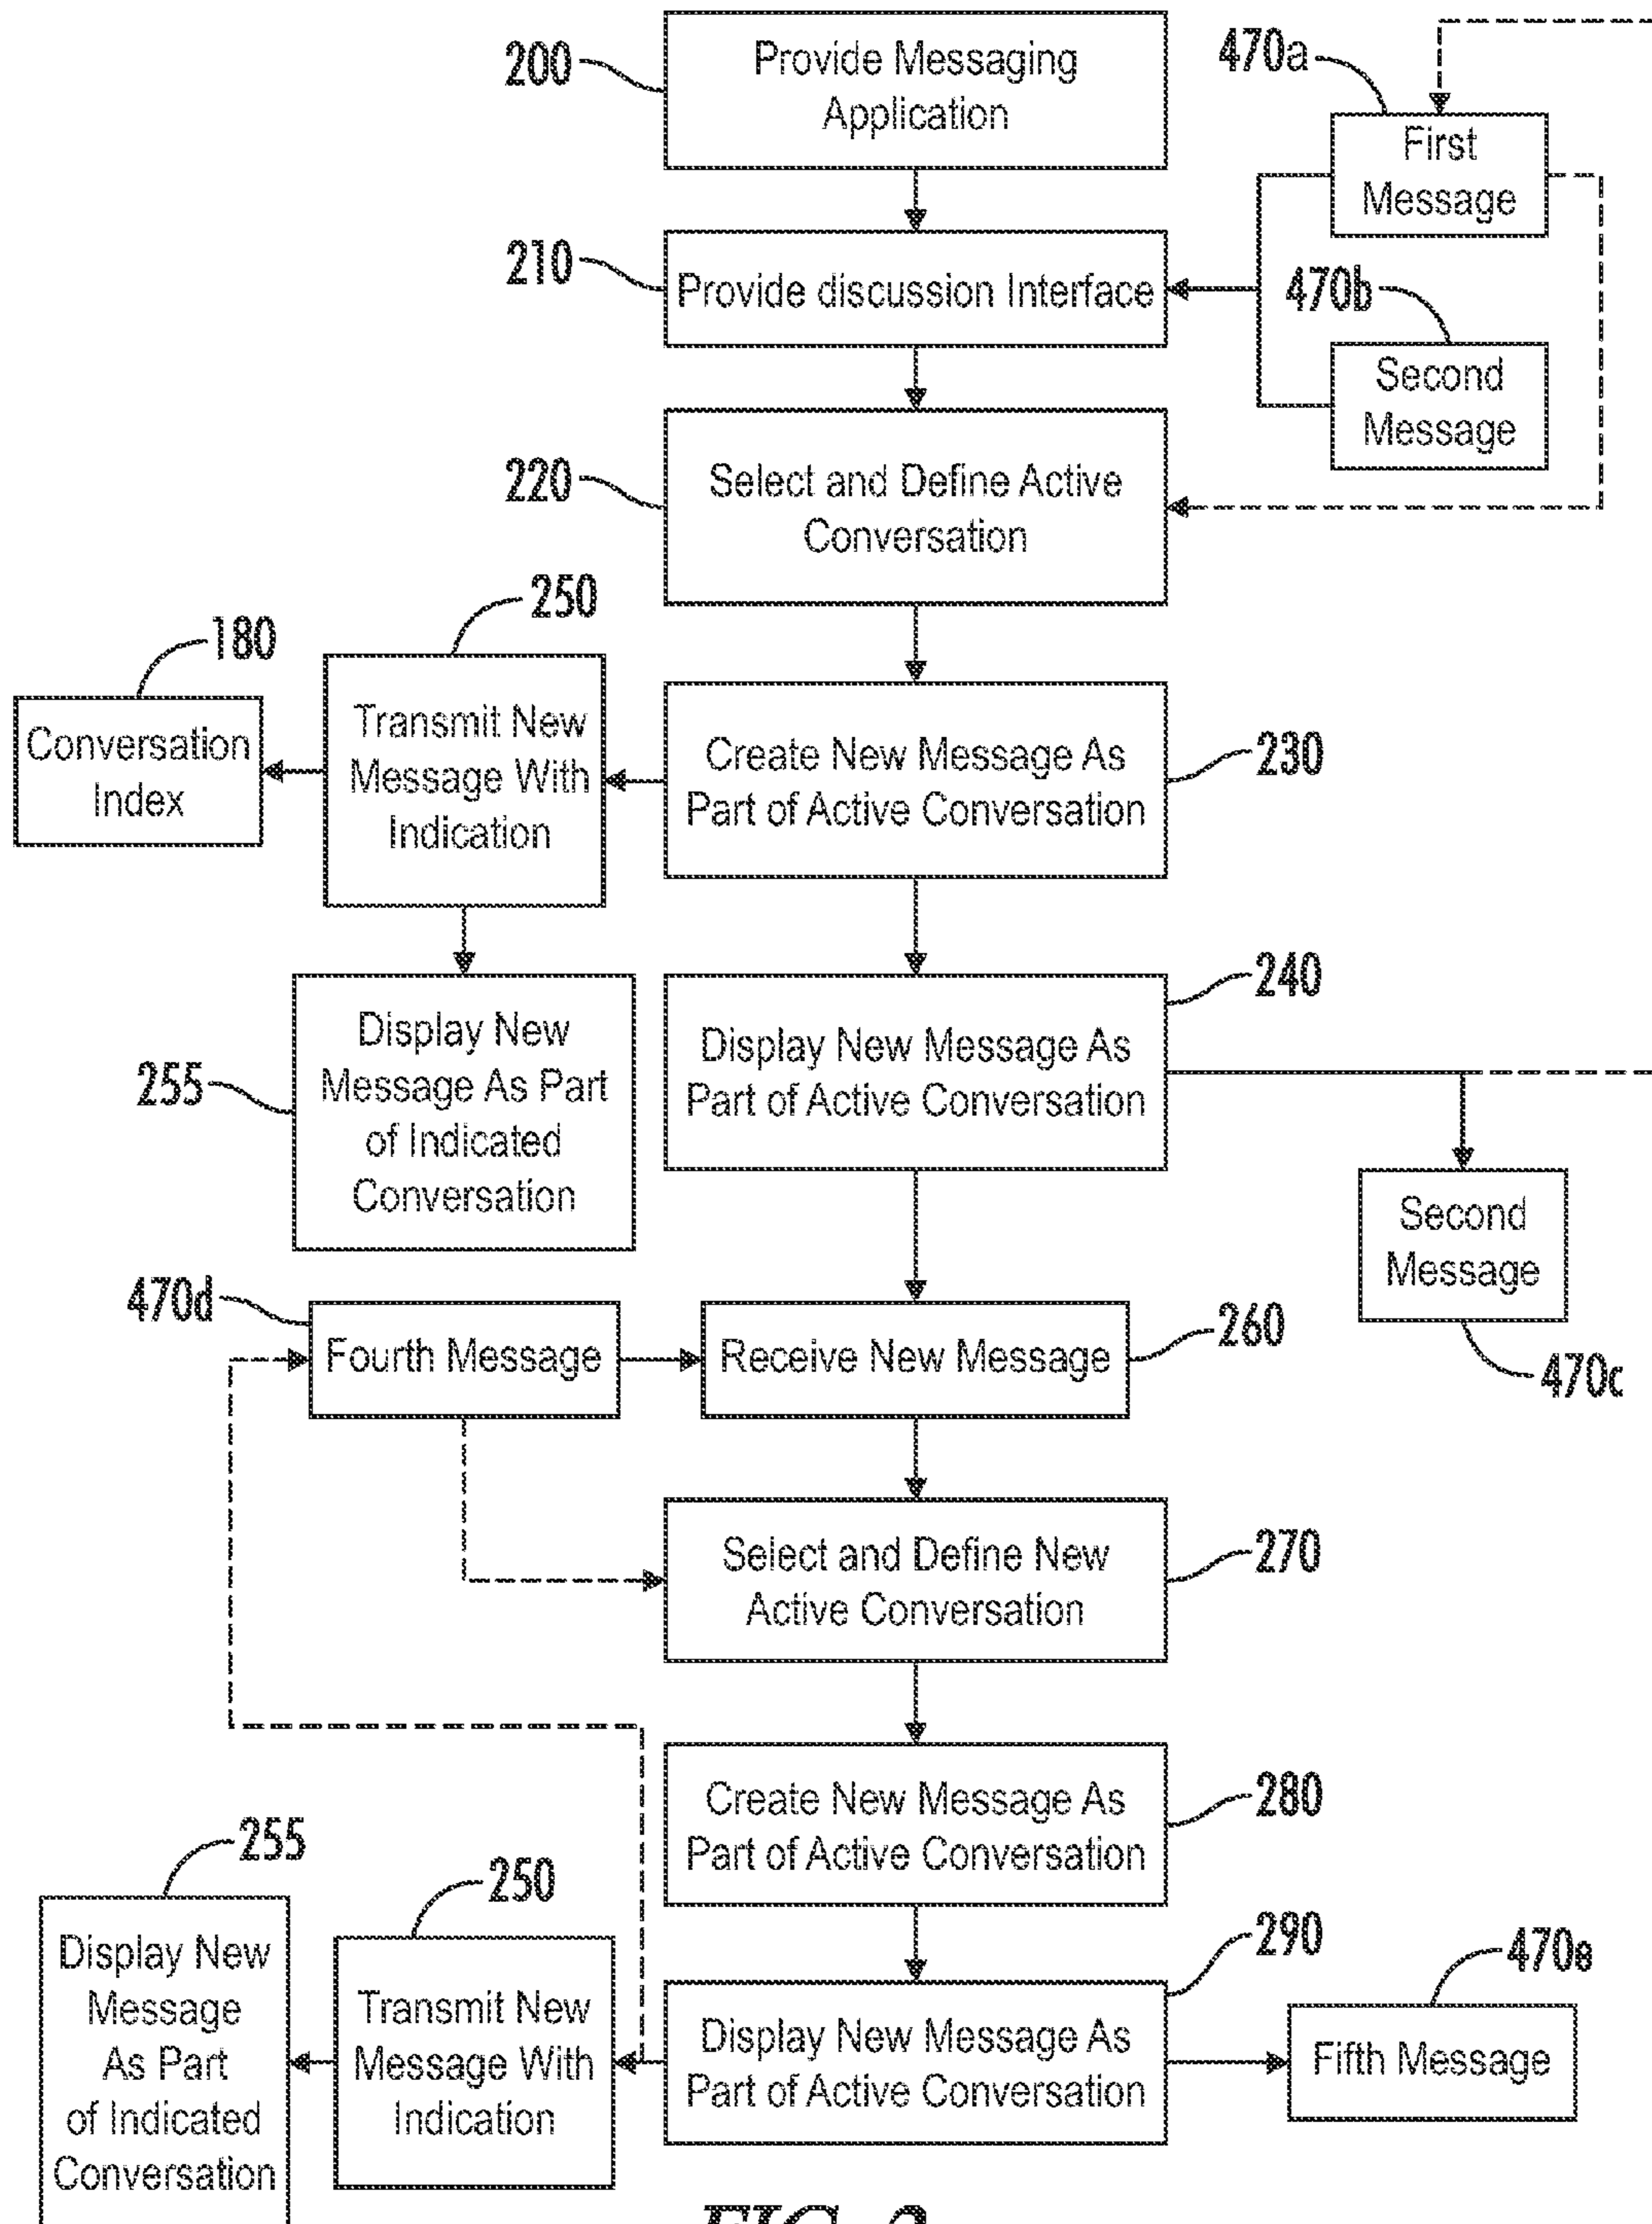 200
Provide Messaging
Application
470a
First
Message
210
Provide discussion Interface
470b
Second
Message
220
Select and Define Active
Conversation
250
180
Conversation
Index
Transmit New
Message With
Indication
Create New Message As
Part of Active Conversation
230
240
255
Display New
Message As Part
of Indicated
Conversation
Display New Message As
Part of Active Conversation
Second
Message
470c
470d
Fourth Message
Receive New Message
260
Select and Define New
Active Conversation
270
Create New Message As
Part of Active Conversation
280
255
250
290
470e
Display New
Message
As Part
of Indicated
Conversation
Transmit New
Message With
Indication
Display New Message As
Part of Active Conversation
Fifth Message